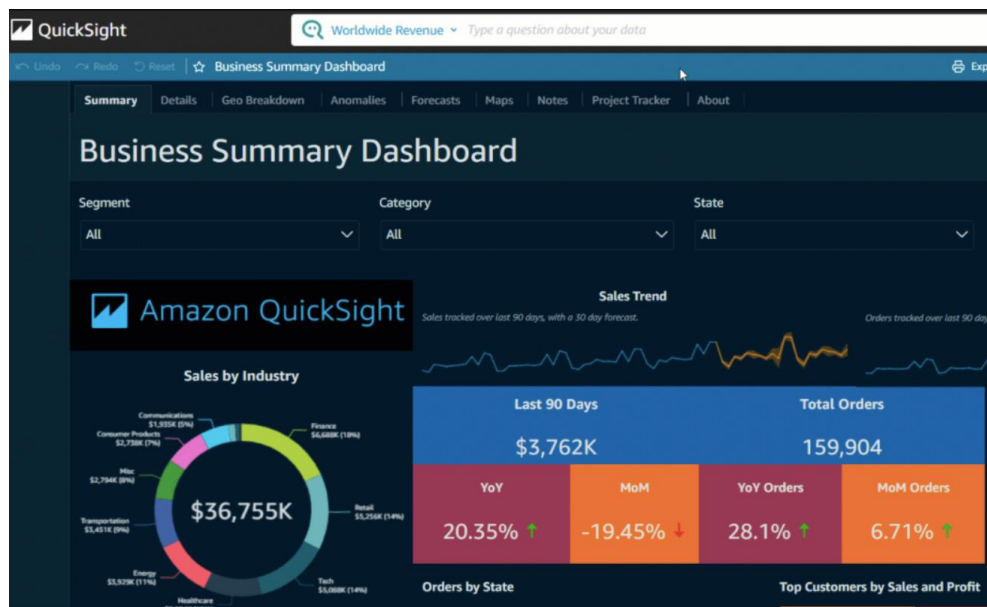 QuickSight
Worldwide Revenue Type a question about your data
Undo Redo Reset Business Summary Dashboard
Summary Details Geo Breakdown Anomalies Forecasts Maps Notes Project Tracker About
Business Summary Dashboard
Segment Category State
All All All
Amazon QuickSight
Sales Trend
Sales tracked over last 90 days, with a 30 day forecast.
Orders tracked over last 90
Sales by Industry
Communications
$1,935K (5%)
Consumer Products
$2,738K (7%)
Misc
$2,794K (8%)
Transportation
$3,451K (9%)
Energy
$3,929K (11%)
Healthcare
Finance
$6,688K (18%)
Retail
$5,256K (14%)
Tech
$5,068K (14%)
$36,755K
Last 90 Days Total Orders
$3,762K 159,904
YoY MoM YoY Orders MoM Orders
20.35% -19.45% 28.1% 6.71%
Orders by State Top Customers by Sales and Profit